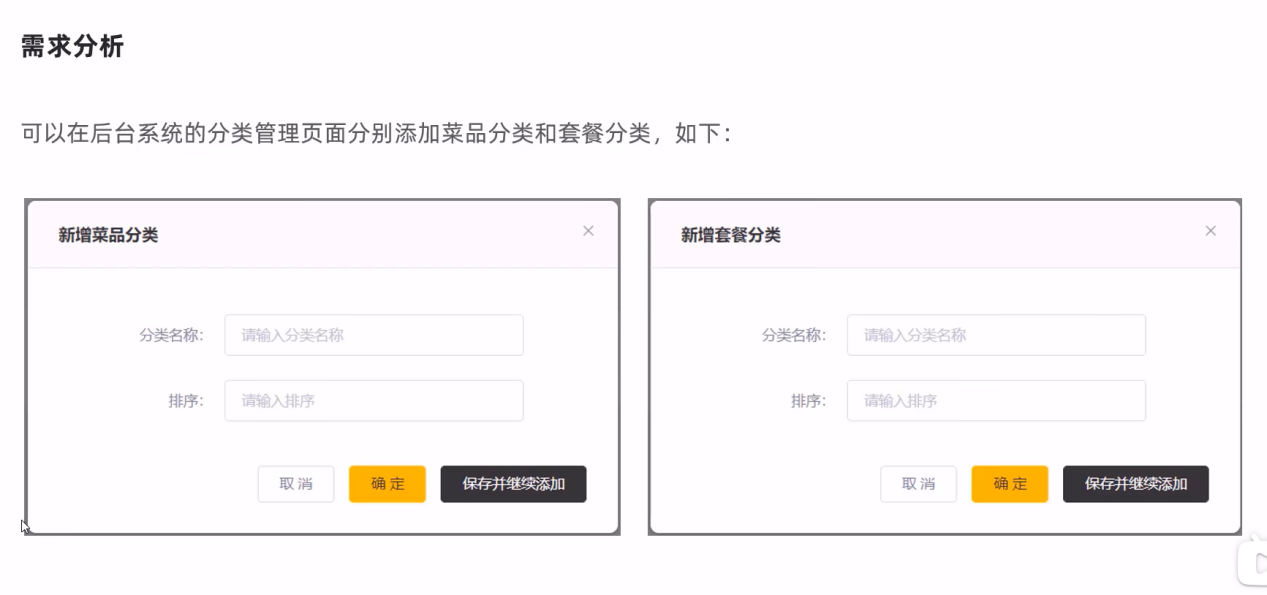 需求分析
可以在后台系统的分类管理页面分别添加菜品分类和套餐分类，如下：
新增菜品分类
分类名称：
请输入分类名称
排序：
请输入排序
取 消
确 定
保存并继续添加
新增套餐分类
分类名称：
请输入分类名称
排序：
请输入排序
取 消
确 定
保存并继续添加